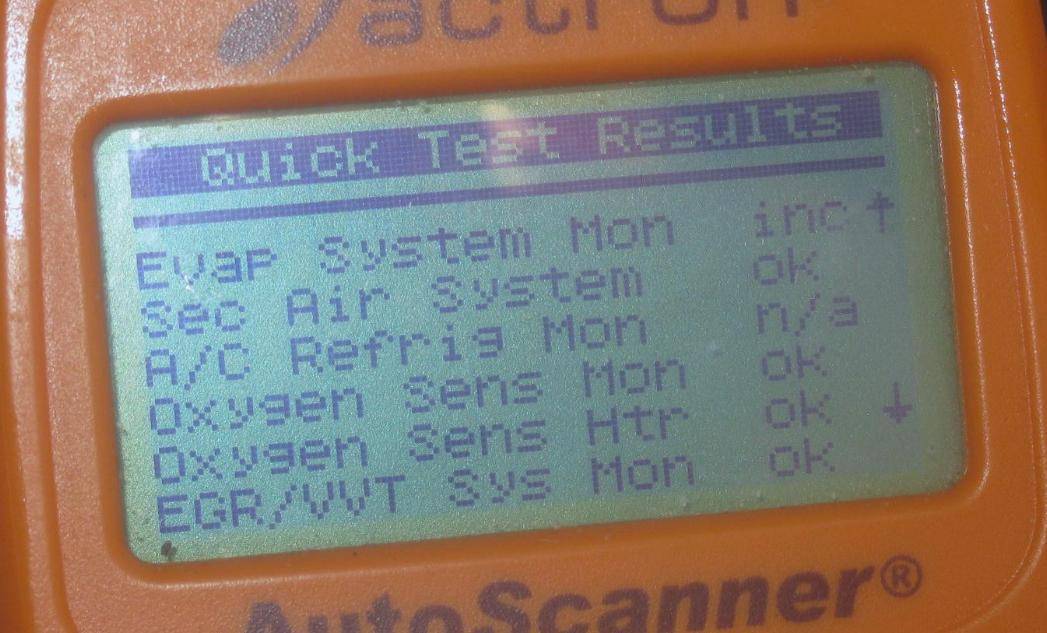 actron
Quick Test Results
Evap System Mon inc ↑
Sec Air System ok
A/C Refrig Mon n/a
Oxygen Sens Mon ok
Oxygen Sens Htr ok ↓
EGR/VVT Sys Mon ok
AutoScanner®